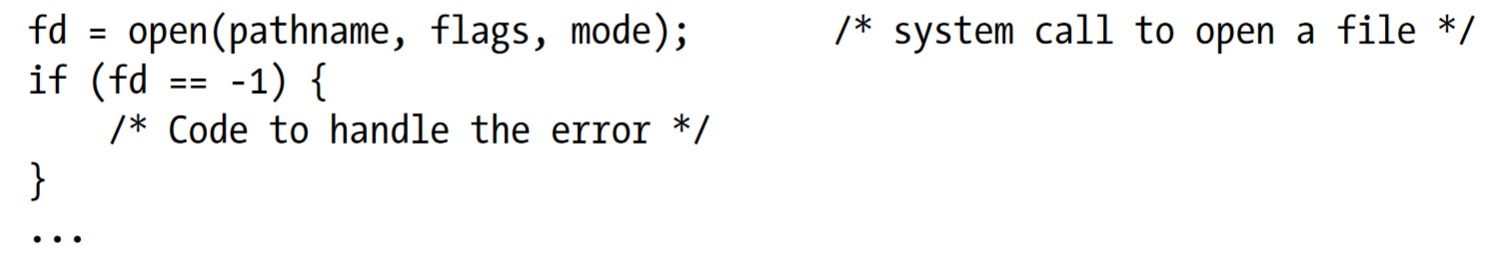 fd = open(pathname, flags, mode);       /* system call to open a file */
if (fd == -1) {
    /* Code to handle the error */
}
...